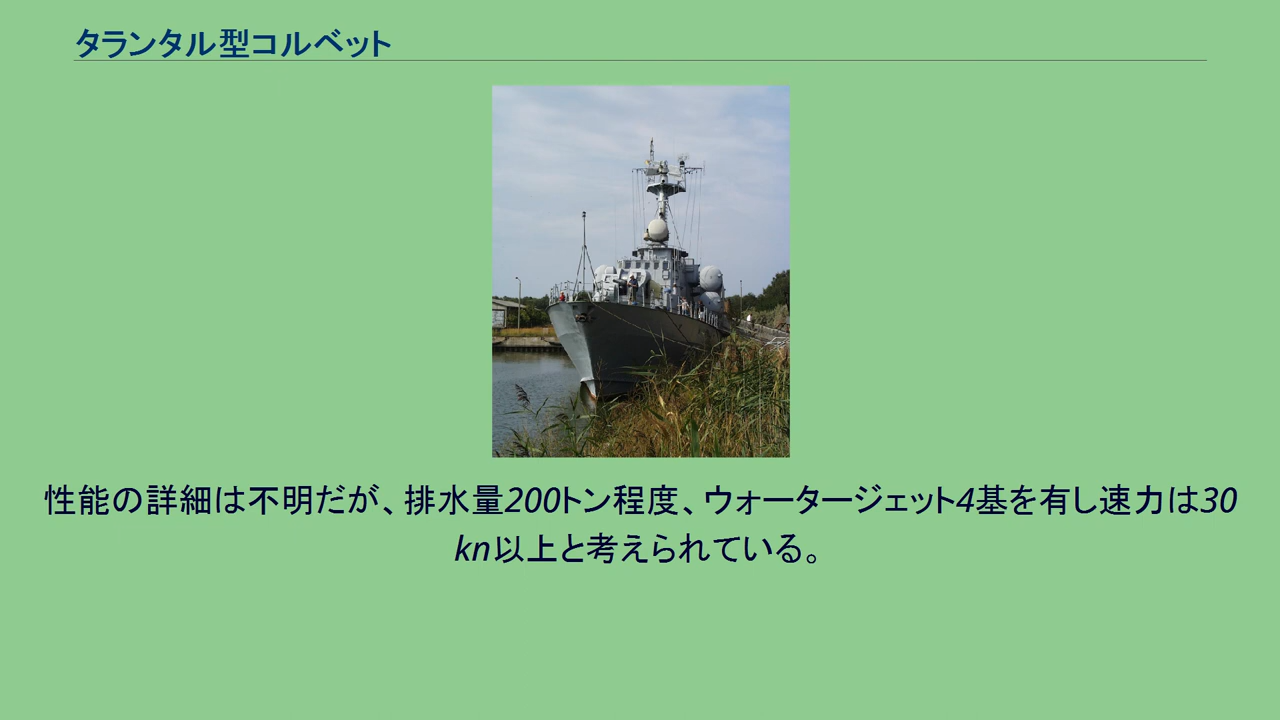 タランタル型コルベット
性能の詳細は不明だが、排水量200トン程度、ウォータージェット4基を有し速力は30
kn以上と考えられている。